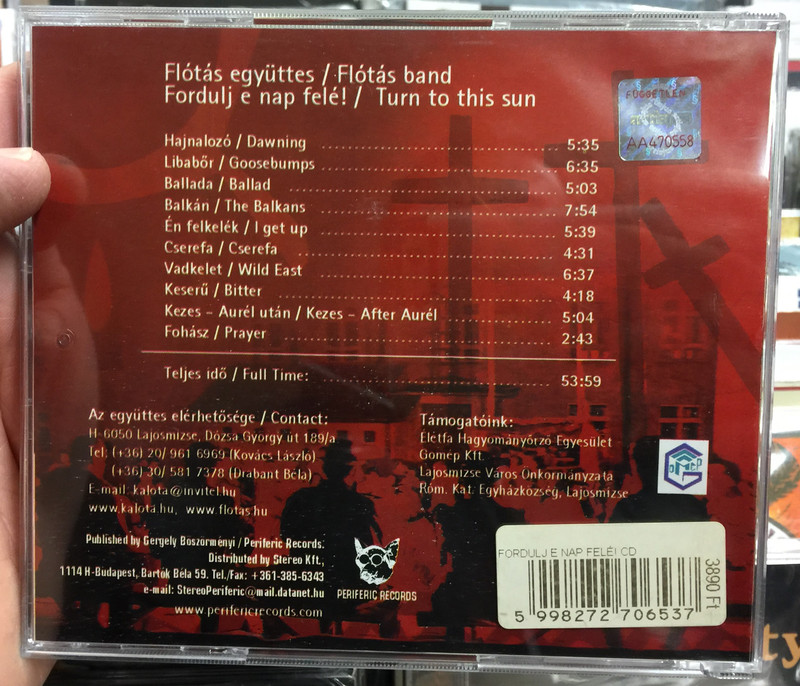 Flótás együttes / Flótás band
Fordulj e nap felé! / Turn to this sun
FÜGGETLEN
AA470558
Hajnalozó / Dawning 5:35
Libabőr / Goosebumps 6:35
Ballada / Ballad 5:03
Balkán / The Balkans 7:54
Én felkelék / I get up 5:39
Cserefa / Cserefa 4:31
Vadkelet / Wild East 6:37
Keserű / Bitter 4:18
Kezes – Aurél után / Kezes – After Aurél 5:04
Fohász / Prayer 2:43
Teljes idő / Full Time: 53:59
Az együttes elérhetősége / Contact:
H-6050 Lajosmizse, Dózsa György út 189/a
Tel: (+36) 20/ 961 6969 (Kovács László)
(+36) 30/ 581 7378 (Drabant Béla)
E-mail: kalota@invitel.hu
www.kalota.hu, www.flotas.hu
Támogatóink:
Életfa Hagyományőrző Egyesület
Gomép Kft.
Lajosmizse Város Önkormányzata
Róm. Kat. Egyházközség, Lajosmizse
Published by Gergely Böszörményi / Periferic Records.
Distributed by Stereo Kft.,
1114 H-Budapest, Bartók Béla 59. Tel./Fax: +361-385-6343
e-mail: StereoPeriferic@mail.datanet.hu
www.perifericrecords.com
PERIFERIC RECORDS
FORDULJ E NAP FELÉ! CD
3890 Ft
5 998272 706537
ty